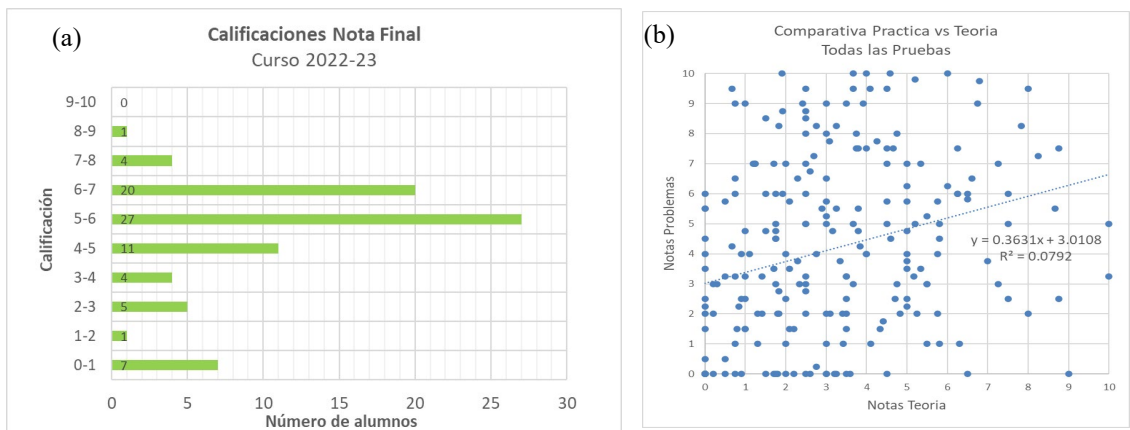 (a)
Calificaciones Nota Final
Curso 2022-23
Calificación
9-10 0
8-9 1
7-8 4
6-7 20
5-6 27
4-5 11
3-4 4
2-3 5
1-2 1
0-1 7
0 5 10 15 20 25 30
Número de alumnos
(b)
Comparativa Practica vs Teoria
Todas las Pruebas
Notas Problemas
10
9
8
7
6
5
4
3
2
1
0
y = 0.3631x + 3.0108
R² = 0.0792
0 1 2 3 4 5 6 7 8 9 10
Notas Teoria